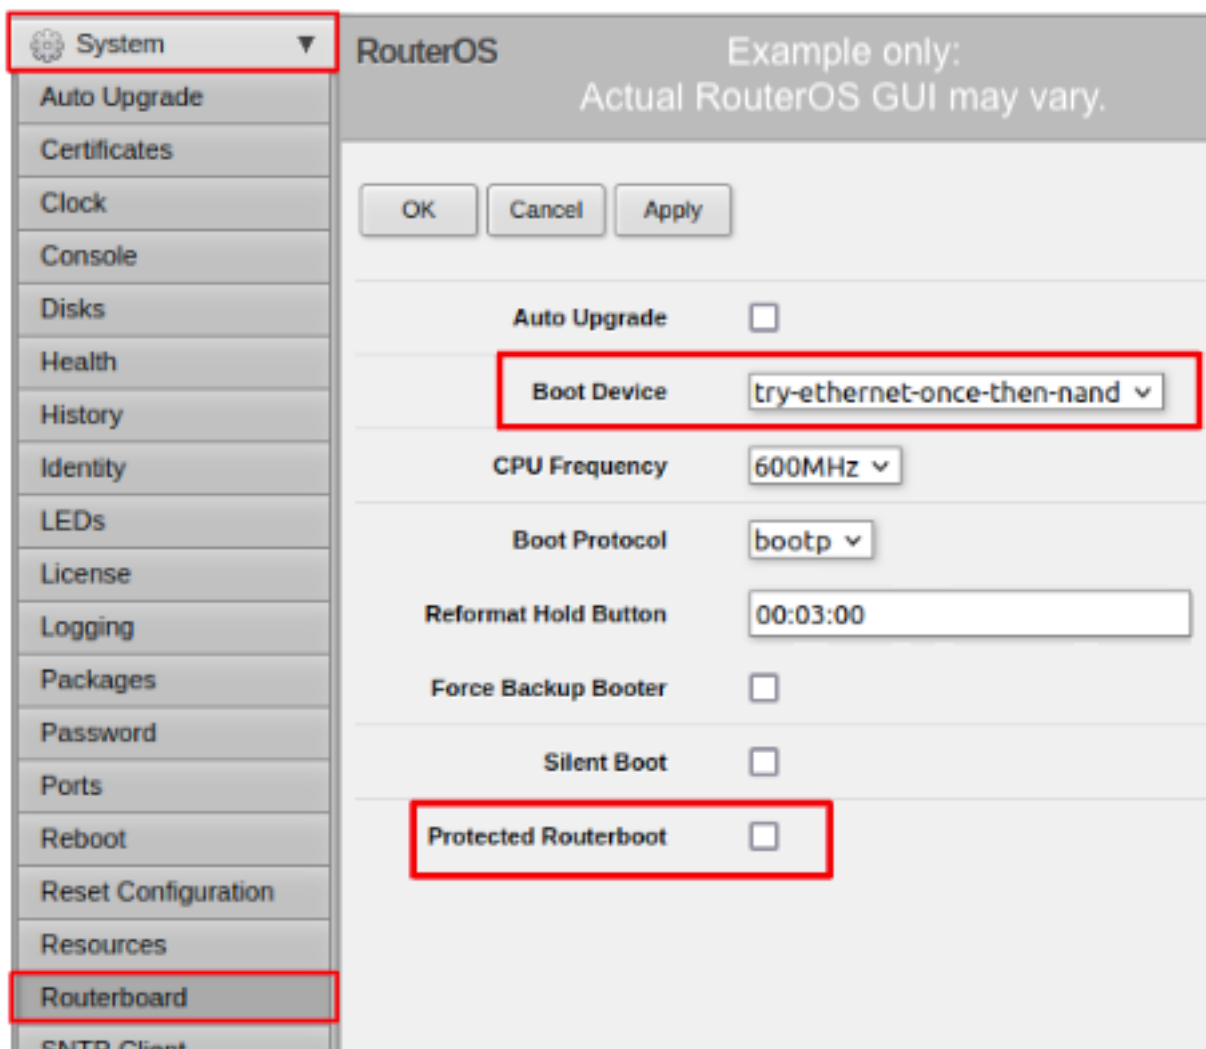 System ▼
Auto Upgrade
Certificates
Clock
Console
Disks
Health
History
Identity
LEDs
License
Logging
Packages
Password
Ports
Reboot
Reset Configuration
Resources
Routerboard
SNTP Client
RouterOS
Example only:
Actual RouterOS GUI may vary.
OK Cancel Apply
Auto Upgrade
Boot Device try-ethernet-once-then-nand
CPU Frequency 600MHz
Boot Protocol bootp
Reformat Hold Button 00:03:00
Force Backup Booter
Silent Boot
Protected Routerboot